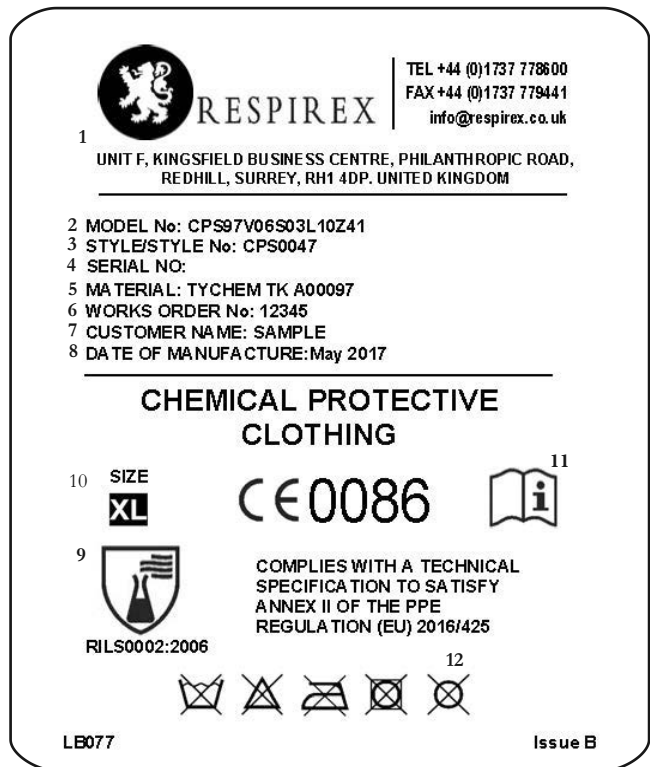 RESPIREX
TEL +44 (0)1737 778600
FAX +44 (0)1737 779441
info@respirex.co.uk
1
UNIT F, KINGSFIELD BUSINESS CENTRE, PHILANTHROPIC ROAD,
REDHILL, SURREY, RH1 4DP. UNITED KINGDOM
2 MODEL No: CPS97V06S03L10Z41
3 STYLE/STYLE No: CPS0047
4 SERIAL NO:
5 MATERIAL: TYCHEM TK A00097
6 WORKS ORDER No: 12345
7 CUSTOMER NAME: SAMPLE
8 DATE OF MANUFACTURE:May 2017
CHEMICAL PROTECTIVE
CLOTHING
10 SIZE
XL
CE0086
11
i
9
RILS0002:2006
COMPLIES WITH A TECHNICAL
SPECIFICATION TO SATISFY
ANNEX II OF THE PPE
REGULATION (EU) 2016/425
12
LB077
Issue B